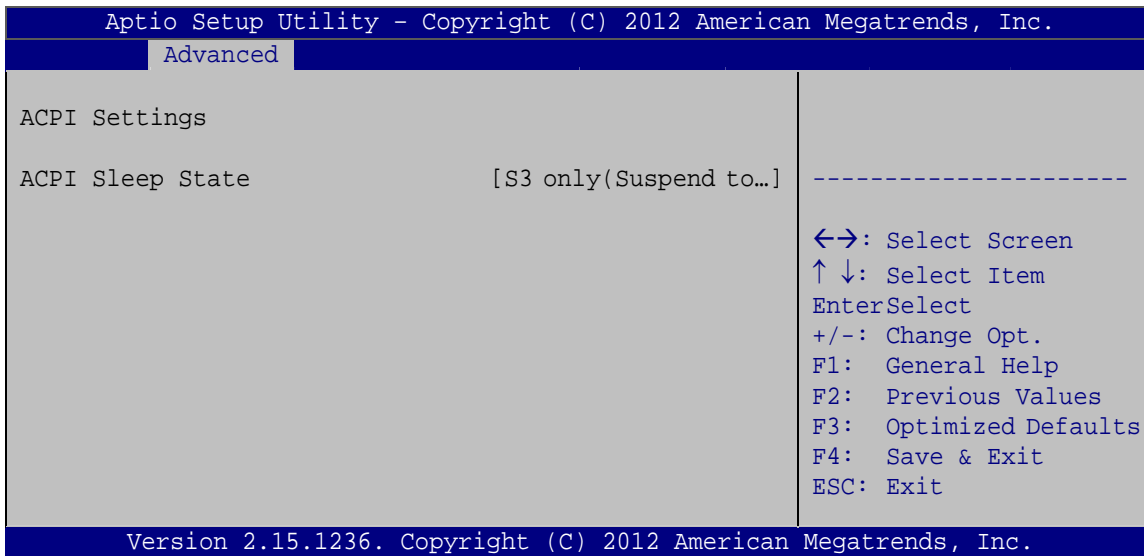 Aptio Setup Utility – Copyright (C) 2012 American Megatrends, Inc.
Advanced
ACPI Settings
ACPI Sleep State [S3 only(Suspend to…]
----------------------
←→: Select Screen
↑ ↓: Select Item
EnterSelect
+/-: Change Opt.
F1: General Help
F2: Previous Values
F3: Optimized Defaults
F4: Save & Exit
ESC: Exit
Version 2.15.1236. Copyright (C) 2012 American Megatrends, Inc.